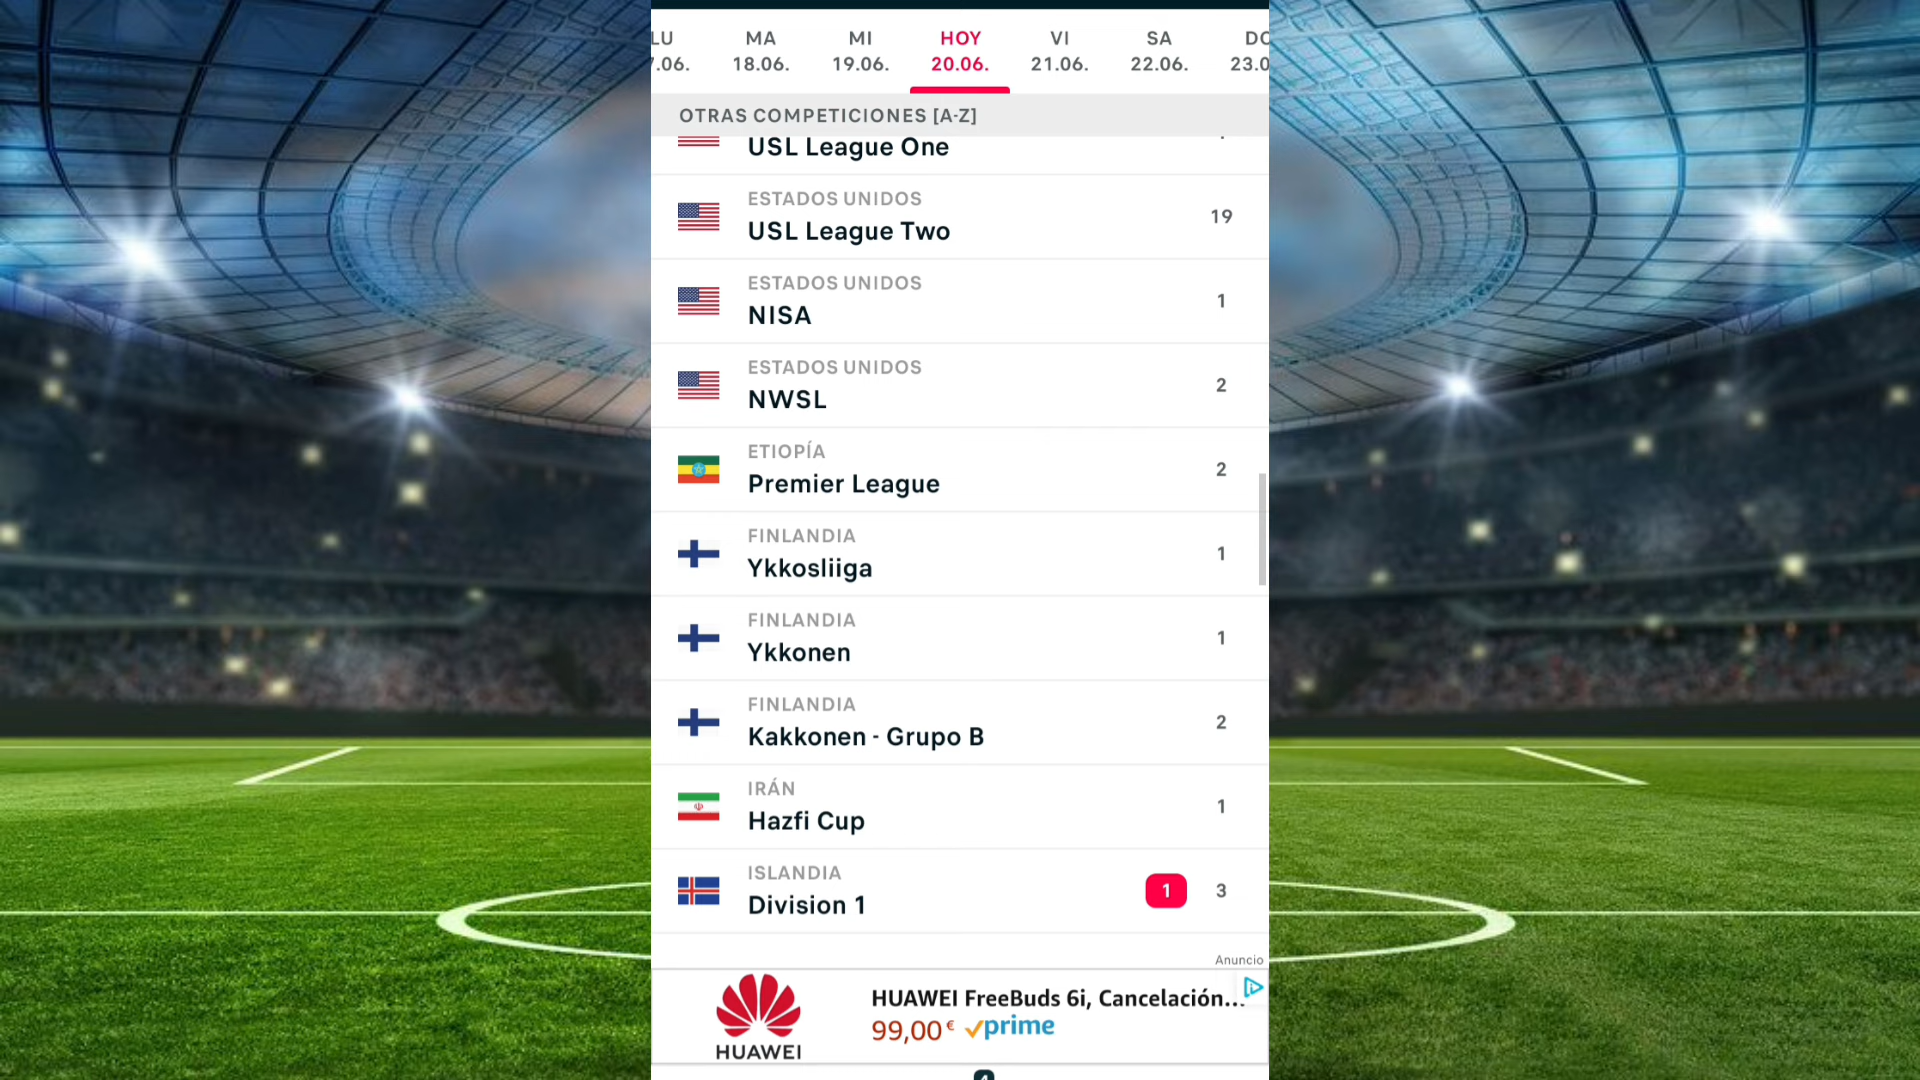 LU MA MI HOY VI SA DO
.06. 18.06. 19.06. 20.06. 21.06. 22.06. 23.0
OTRAS COMPETICIONES [A-Z]
USL League One
ESTADOS UNIDOS
USL League Two 19
ESTADOS UNIDOS
NISA 1
ESTADOS UNIDOS
NWSL 2
ETIOPÍA
Premier League 2
FINLANDIA
Ykkosliiga 1
FINLANDIA
Ykkonen 1
FINLANDIA
Kakkonen - Grupo B 2
IRÁN
Hazfi Cup 1
ISLANDIA
Division 1 1 3
Anuncio
HUAWEI FreeBuds 6i, Cancelación...
99,00€ prime
HUAWEI